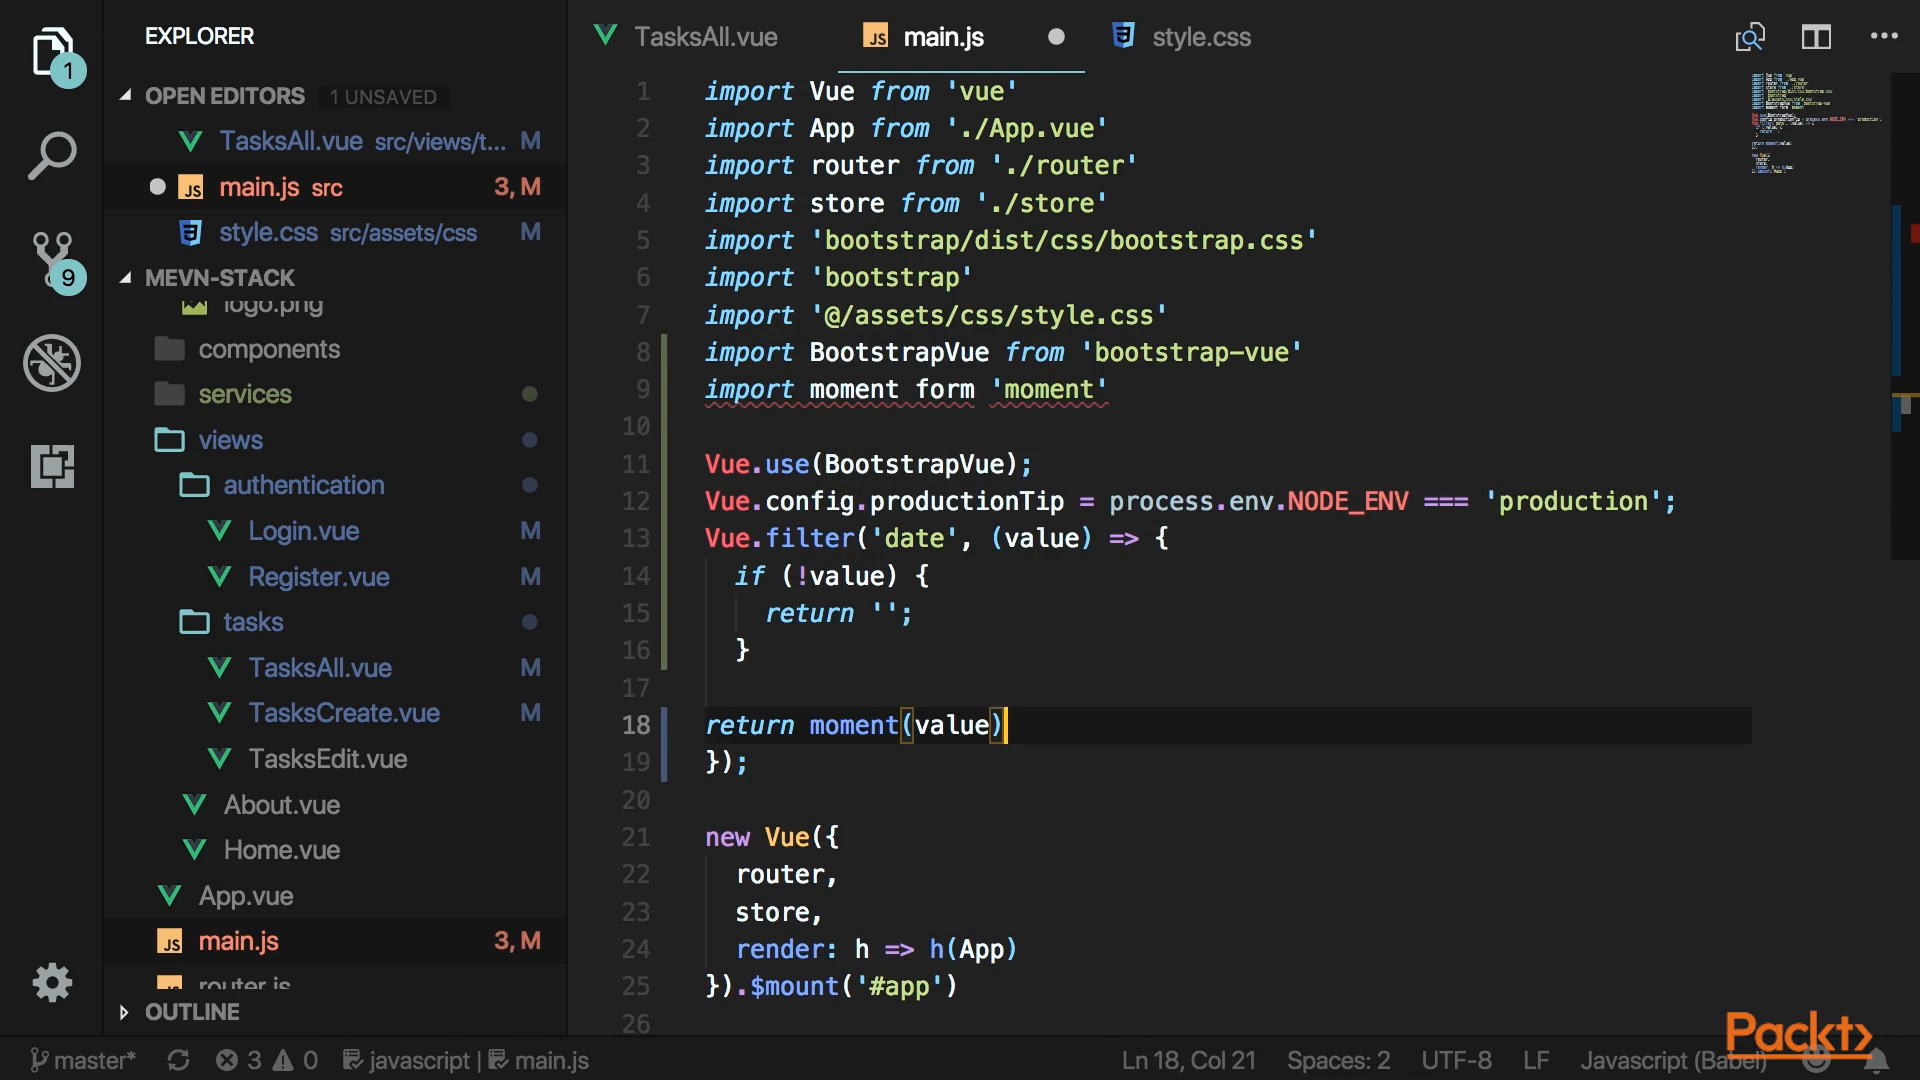 EXPLORER
OPEN EDITORS 1 UNSAVED
TasksAll.vue src/views/t... M
main.js src 3, M
style.css src/assets/css M
MEVN-STACK
logo.png
components
services
views
authentication
Login.vue M
Register.vue M
tasks
TasksAll.vue M
TasksCreate.vue M
TasksEdit.vue
About.vue
Home.vue
App.vue
main.js 3, M
router.js
OUTLINE
1
9
TasksAll.vue main.js style.css
1 import Vue from 'vue'
2 import App from './App.vue'
3 import router from './router'
4 import store from './store'
5 import 'bootstrap/dist/css/bootstrap.css'
6 import 'bootstrap'
7 import '@/assets/css/style.css'
8 import BootstrapVue from 'bootstrap-vue'
9 import moment form 'moment'
10
11 Vue.use(BootstrapVue);
12 Vue.config.productionTip = process.env.NODE_ENV === 'production';
13 Vue.filter('date', (value) => {
14 if (!value) {
15 return '';
16 }
17
18 return moment(value)
19 });
20
21 new Vue({
22 router,
23 store,
24 render: h => h(App)
25 }).$mount('#app')
26
master* 3 0 javascript | main.js Ln 18, Col 21 Spaces: 2 UTF-8 LF Javascript (Babel)
Packt>